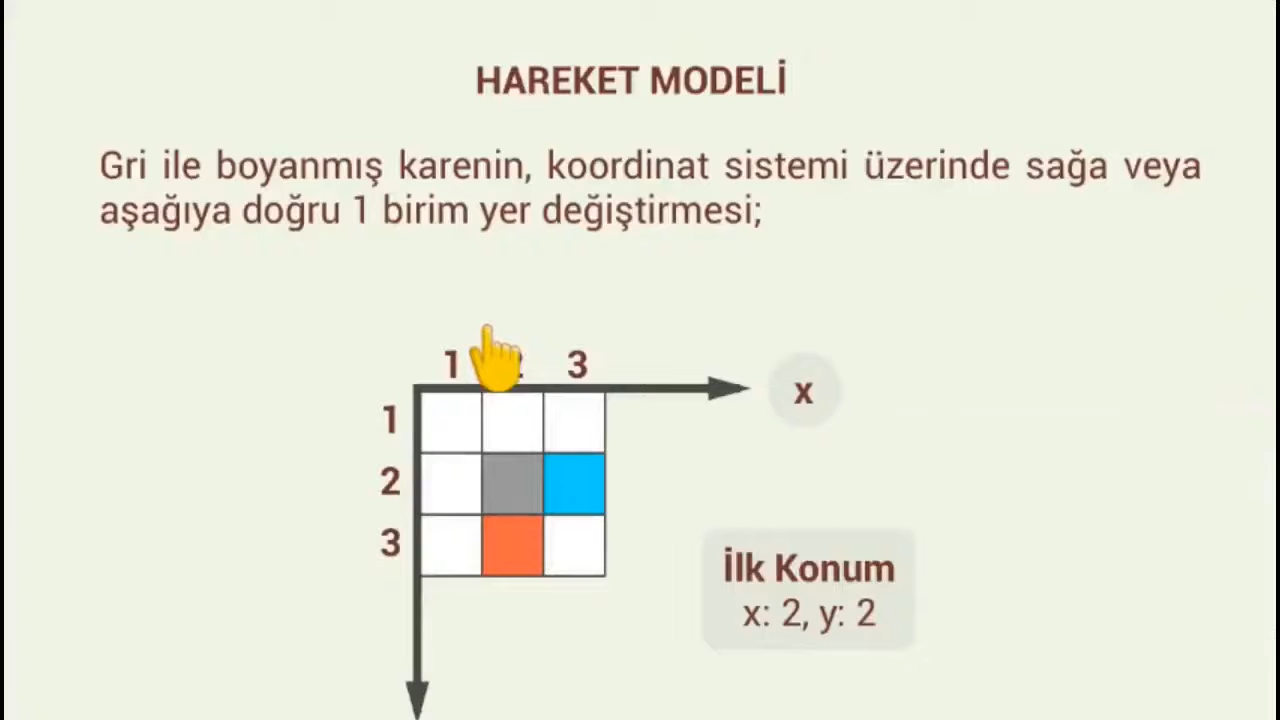 HAREKET MODELİ
Gri ile boyanmış karenin, koordinat sistemi üzerinde sağa veya
aşağıya doğru 1 birim yer değiştirmesi;
1 3
x
1
2
3
İlk Konum
x: 2, y: 2